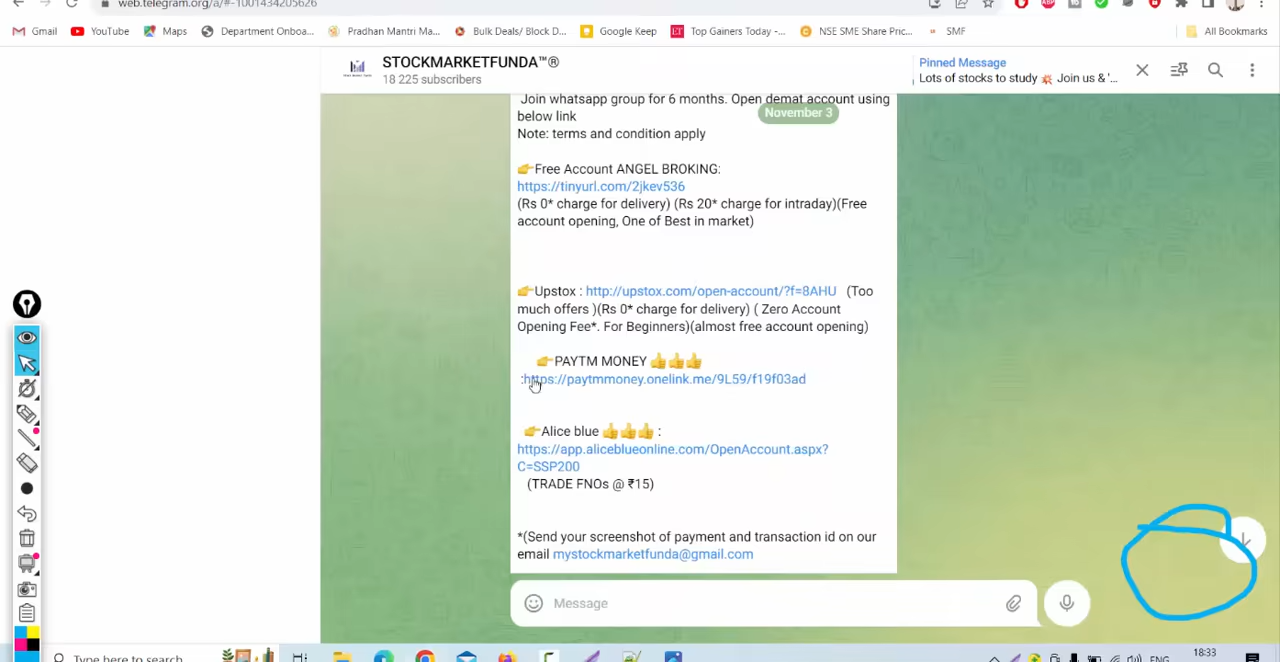 web.telegram.org/a/#-1001434205626
Gmail YouTube Maps Department Onboa... Pradhan Mantri Ma... Bulk Deals/ Block D... Google Keep ET Top Gainers Today -... NSE SME Share Pric... SMF All Bookmarks
STOCKMARKETFUNDA™®
18 225 subscribers
Pinned Message
Lots of stocks to study 💥 Join us & '...
Join whatsapp group for 6 months. Open demat account using
below link
November 3
Note: terms and condition apply
👉Free Account ANGEL BROKING:
https://tinyurl.com/2jkev536
(Rs 0* charge for delivery) (Rs 20* charge for intraday)(Free
account opening, One of Best in market)
👉Upstox : http://upstox.com/open-account/?f=8AHU (Too
much offers )(Rs 0* charge for delivery) ( Zero Account
Opening Fee*. For Beginners)(almost free account opening)
👉PAYTM MONEY 👍👍👍
:https://paytmmoney.onelink.me/9L59/f19f03ad
👉Alice blue 👍👍👍 :
https://app.aliceblueonline.com/OpenAccount.aspx?
C=SSP200
(TRADE FNOs @ ₹15)
*(Send your screenshot of payment and transaction id on our
email mystockmarketfunda@gmail.com
Message
Type here to search
ENG
18:33